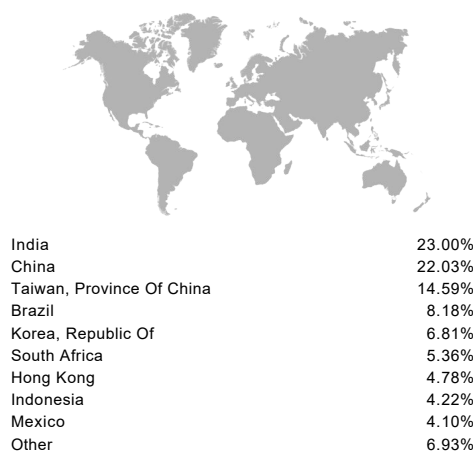 India 23.00%
China 22.03%
Taiwan, Province Of China 14.59%
Brazil 8.18%
Korea, Republic Of 6.81%
South Africa 5.36%
Hong Kong 4.78%
Indonesia 4.22%
Mexico 4.10%
Other 6.93%